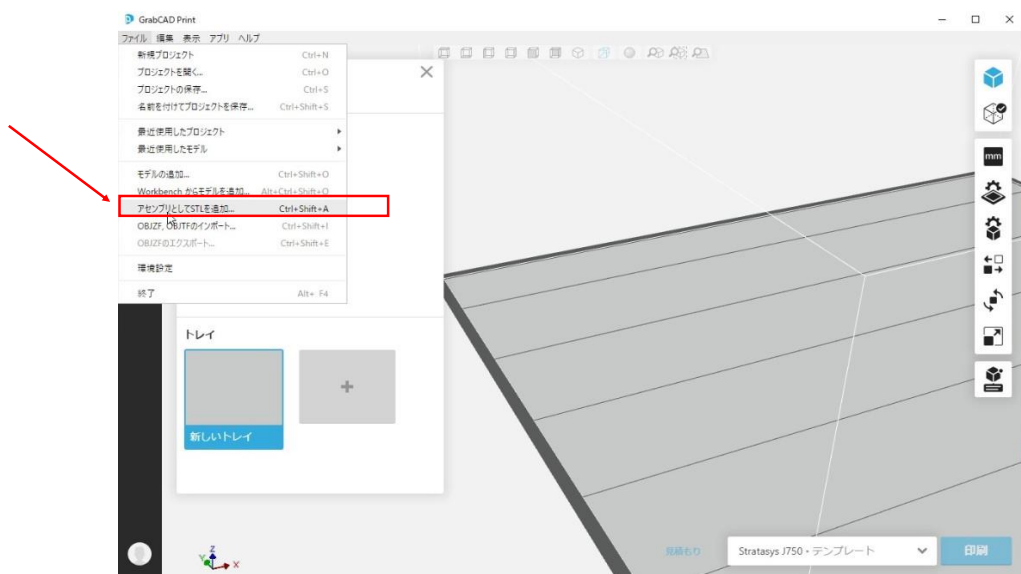 GrabCAD Print
ファイル 編集 表示 アプリ ヘルプ
新規プロジェクト Ctrl+N
プロジェクトを開く... Ctrl+O
プロジェクトの保存... Ctrl+S
名前を付けてプロジェクトを保存... Ctrl+Shift+S
最近使用したプロジェクト
最近使用したモデル
モデルの追加... Ctrl+Shift+O
Workbench からモデルを追加... Alt+Ctrl+Shift+O
アセンブリとしてSTLを追加... Ctrl+Shift+A
OBJZF, OBJTFのインポート... Ctrl+Shift+I
OBJZFのエクスポート... Ctrl+Shift+E
環境設定
終了 Alt+ F4
mm
トレイ
新しいトレイ
Z
Y
X
見積もり
Stratasys J750・テンプレート
印刷